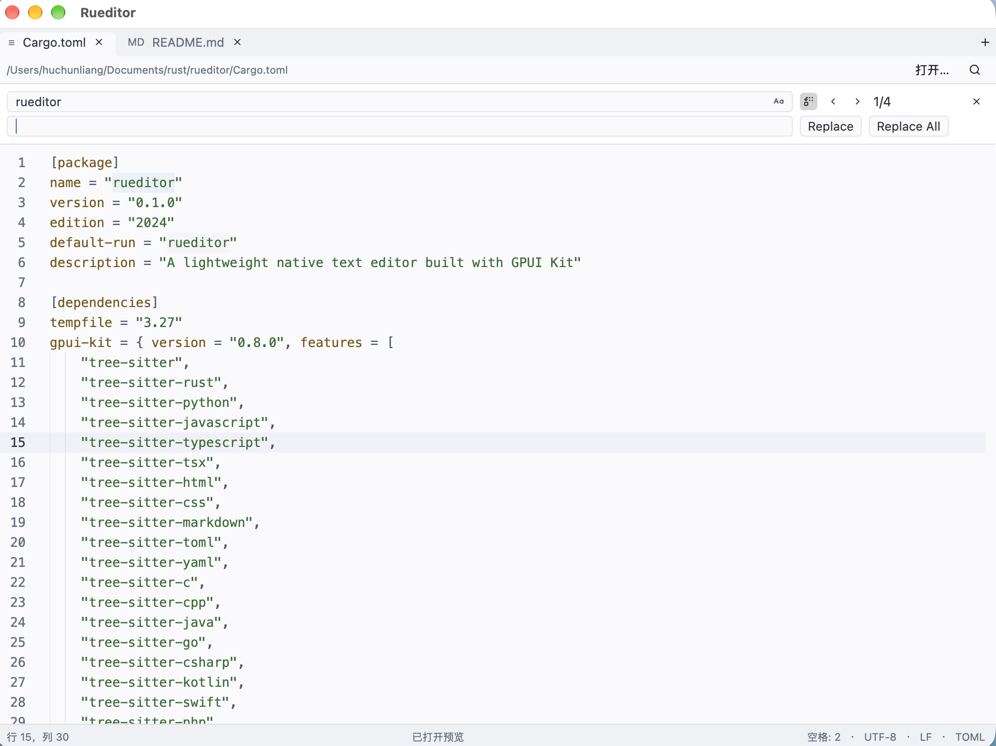 Rueditor
Cargo.toml × MD README.md × +
/Users/huchunliang/Documents/rust/rueditor/Cargo.toml 打开...
rueditor Aa 1/4 ×
Replace Replace All
1 [package]
2 name = "rueditor"
3 version = "0.1.0"
4 edition = "2024"
5 default-run = "rueditor"
6 description = "A lightweight native text editor built with GPUI Kit"
7
8 [dependencies]
9 tempfile = "3.27"
10 gpui-kit = { version = "0.8.0", features = [
11 "tree-sitter",
12 "tree-sitter-rust",
13 "tree-sitter-python",
14 "tree-sitter-javascript",
15 "tree-sitter-typescript",
16 "tree-sitter-tsx",
17 "tree-sitter-html",
18 "tree-sitter-css",
19 "tree-sitter-markdown",
20 "tree-sitter-toml",
21 "tree-sitter-yaml",
22 "tree-sitter-c",
23 "tree-sitter-cpp",
24 "tree-sitter-java",
25 "tree-sitter-go",
26 "tree-sitter-csharp",
27 "tree-sitter-kotlin",
28 "tree-sitter-swift",
29 "tree-sitter-php"
行 15，列 30 已打开预览 空格: 2 · UTF-8 · LF · TOML